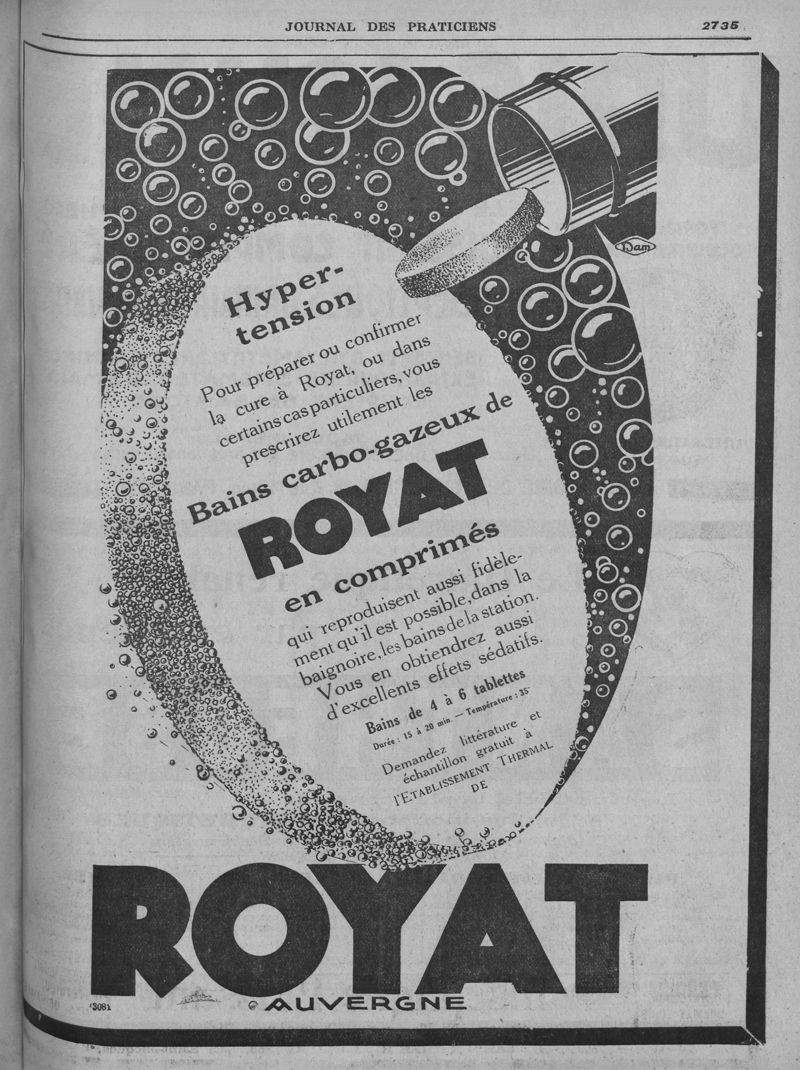 JOURNAL DES PRATICIENS
2735
Dam
Hyper-
tension
Pour préparer ou confirmer
la cure à Royat, ou dans
certains cas particuliers, vous
prescrirez utilement les
Bains carbo-gazeux de
ROYAT
en comprimés
qui reproduisent aussi fidèle-
ment qu'il est possible, dans la
baignoire, les bains de la station.
Vous en obtiendrez aussi
d'excellents effets sédatifs.
Bains de 4 à 6 tablettes
Durée : 15 à 20 min. — Température : 35°
Demandez littérature et
échantillon gratuit à
l'ETABLISSEMENT THERMAL
DE
ROYAT
AUVERGNE